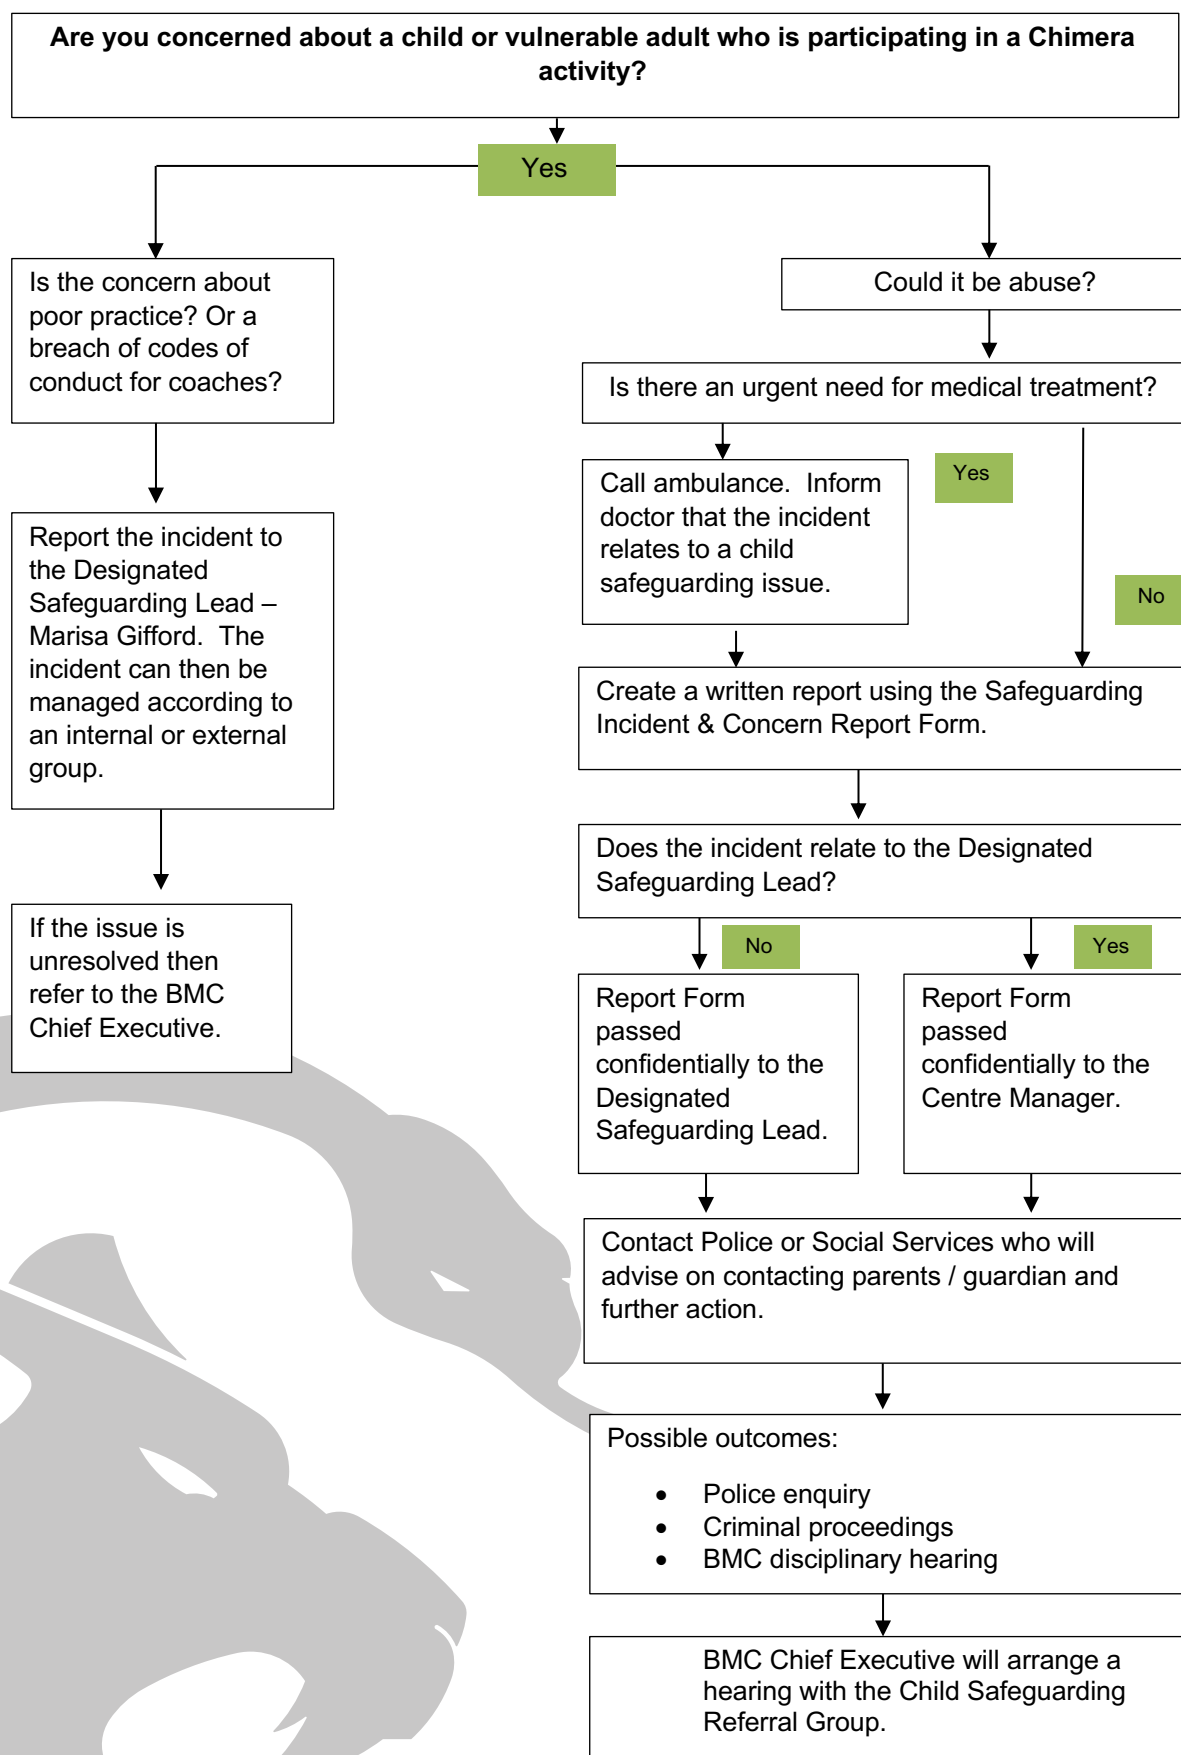 Are you concerned about a child or vulnerable adult who is participating in a Chimera
activity?
Yes
Is the concern about
poor practice? Or a
breach of codes of
conduct for coaches?
Report the incident to
the Designated
Safeguarding Lead –
Marisa Gifford.  The
incident can then be
managed according to
an internal or external
group.
If the issue is
unresolved then
refer to the BMC
Chief Executive.
Could it be abuse?
Is there an urgent need for medical treatment?
Yes
Call ambulance.  Inform
doctor that the incident
relates to a child
safeguarding issue.
No
Create a written report using the Safeguarding
Incident & Concern Report Form.
Does the incident relate to the Designated
Safeguarding Lead?
No
Yes
Report Form
passed
confidentially to the
Designated
Safeguarding Lead.
Report Form
passed
confidentially to the
Centre Manager.
Contact Police or Social Services who will
advise on contacting parents / guardian and
further action.
Possible outcomes:
• Police enquiry
• Criminal proceedings
• BMC disciplinary hearing
BMC Chief Executive will arrange a
hearing with the Child Safeguarding
Referral Group.